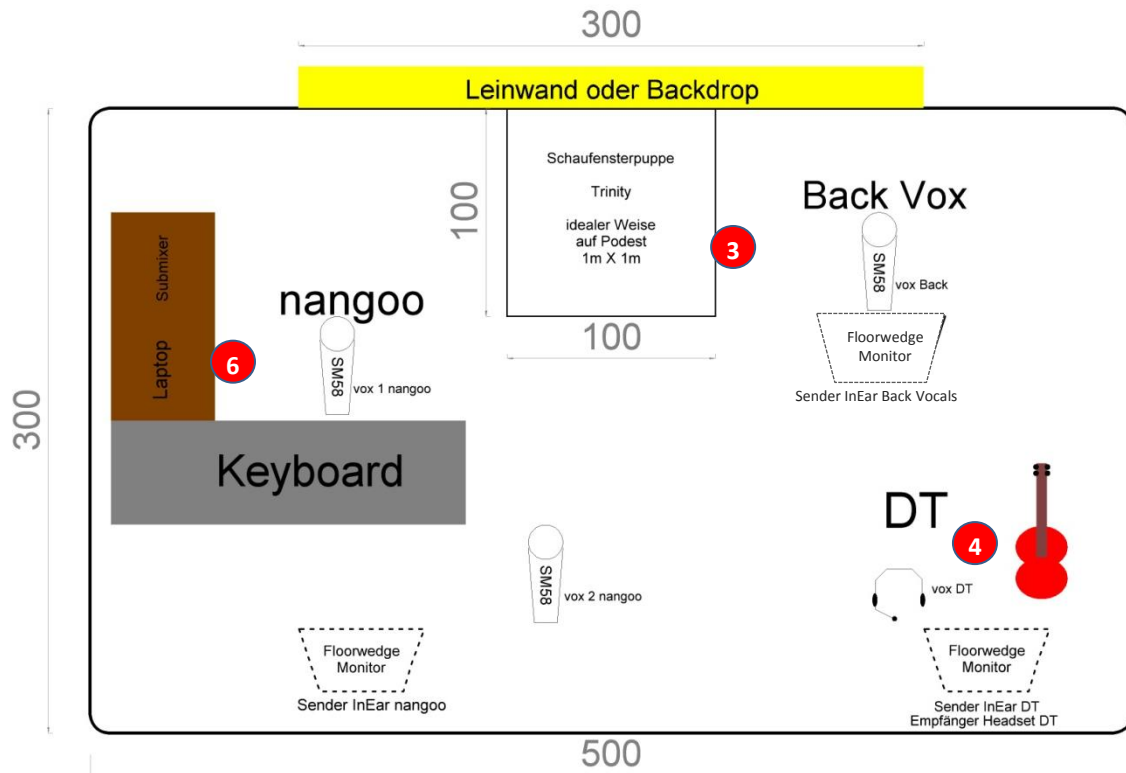 300
Leinwand oder Backdrop
Schaufensterpuppe
Trinity
idealer Weise
auf Podest
1m X 1m
100
3
100
Back Vox
SM58
vox Back
Floorwedge
Monitor
Sender InEar Back Vocals
Submixer
Laptop
6
nangoo
SM58
vox 1 nangoo
300
Keyboard
DT
4
SM58
vox 2 nangoo
vox DT
Floorwedge
Monitor
Sender InEar nangoo
Floorwedge
Monitor
Sender InEar DT
Empfänger Headset DT
500